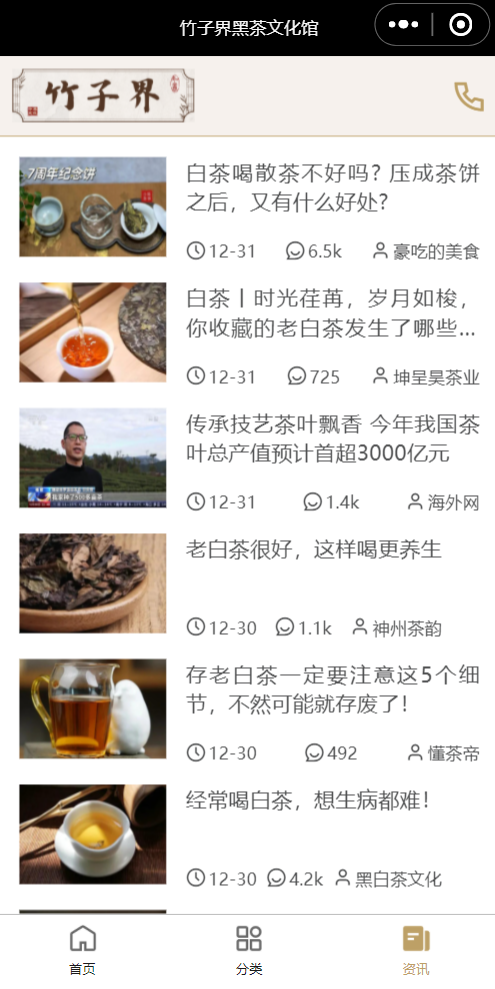 竹子界黑茶文化馆
竹子界
7周年纪念饼
白茶喝散茶不好吗? 压成茶饼
之后，又有什么好处?
12-31 6.5k 豪吃的美食
白茶丨时光荏苒，岁月如梭，
你收藏的老白茶发生了哪些...
12-31 725 坤呈昊茶业
传承技艺茶叶飘香 今年我国茶
叶总产值预计首超3000亿元
12-31 1.4k 海外网
老白茶很好，这样喝更养生
12-30 1.1k 神州茶韵
存老白茶一定要注意这5个细
节，不然可能就存废了!
12-30 492 懂茶帝
经常喝白茶，想生病都难!
12-30 4.2k 黑白茶文化
首页 分类 资讯